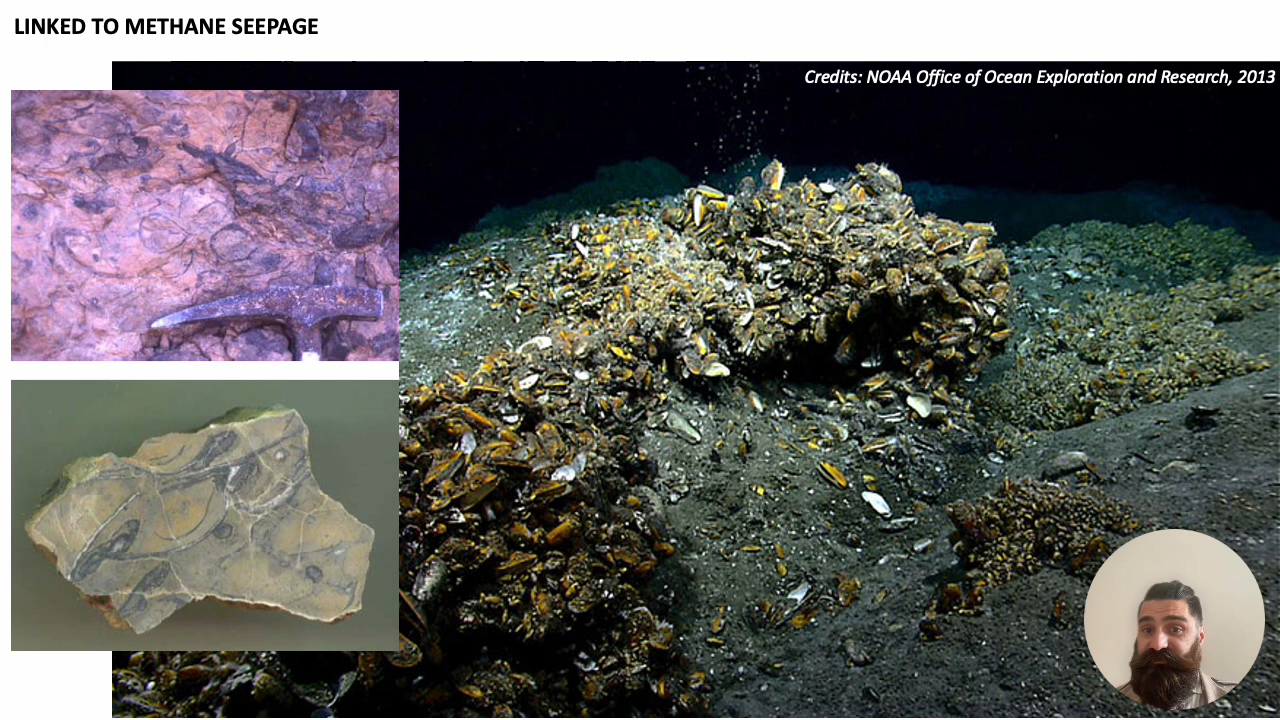 LINKED TO METHANE SEEPAGE
Credits: NOAA Office of Ocean Exploration and Research, 2013